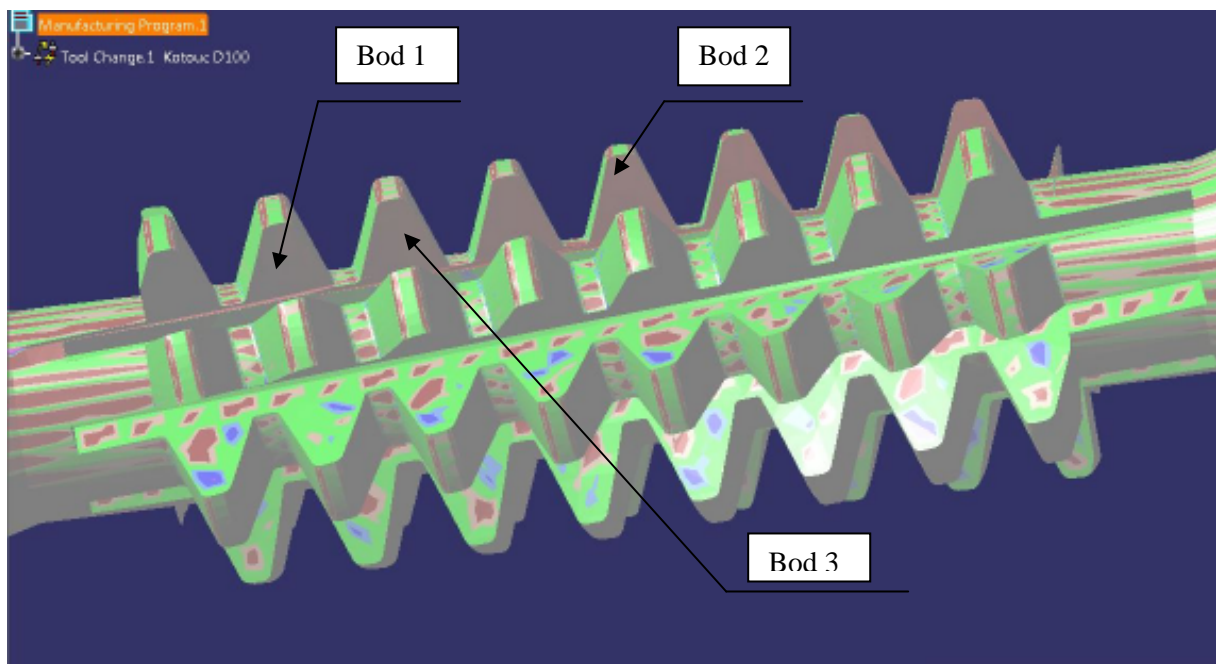 Manufacturing Program.1
Tool Change.1 Kotouc D100
Bod 1
Bod 2
Bod 3